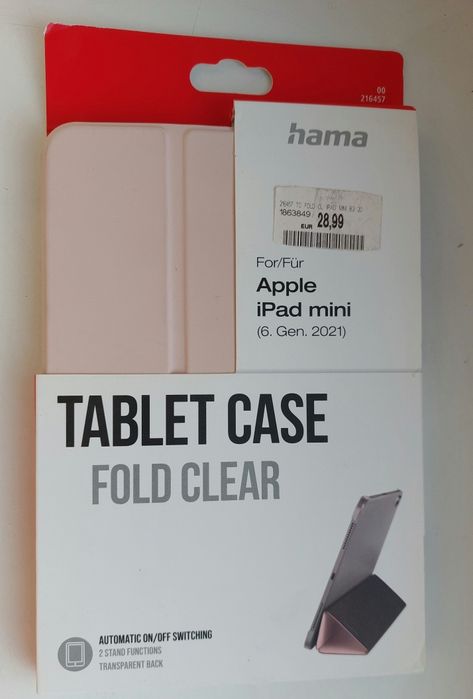 00
216457
hama
1863849
EUR 28,99
For/Für
Apple
iPad mini
(6. Gen. 2021)
TABLET CASE
FOLD CLEAR
AUTOMATIC ON/OFF SWITCHING
2 STAND FUNCTIONS
TRANSPARENT BACK